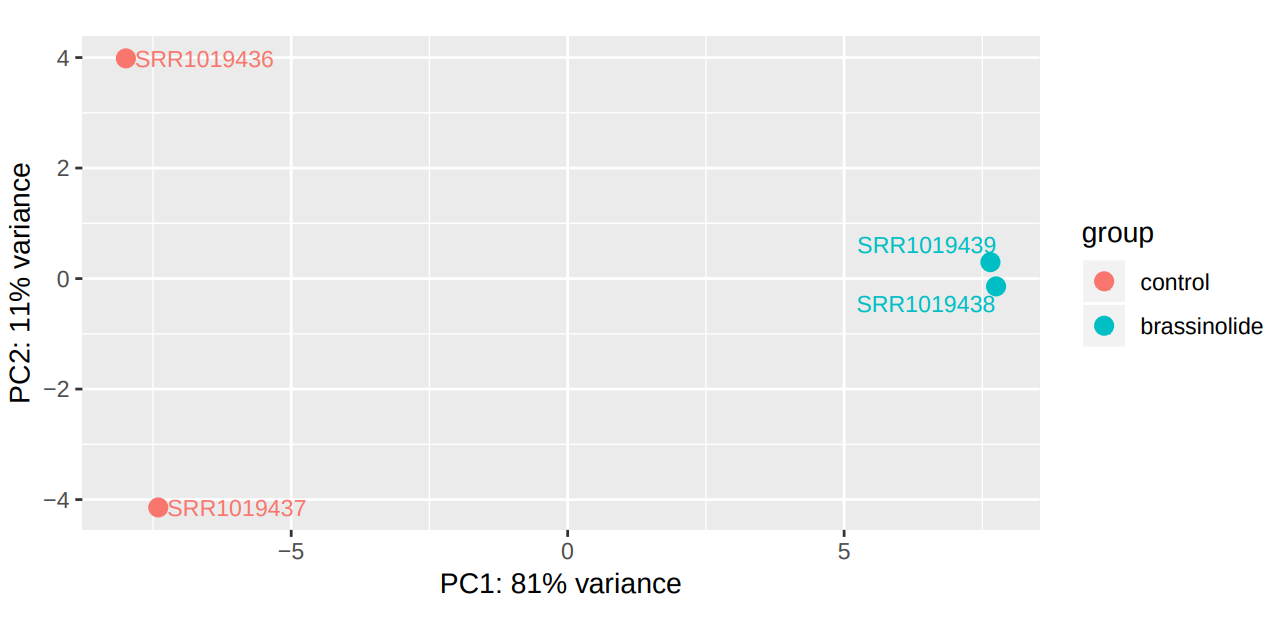 PC2: 11% variance
4
2
0
−2
−4
SRR1019436
SRR1019439
SRR1019438
SRR1019437
−5
0
5
PC1: 81% variance
group
control
brassinolide